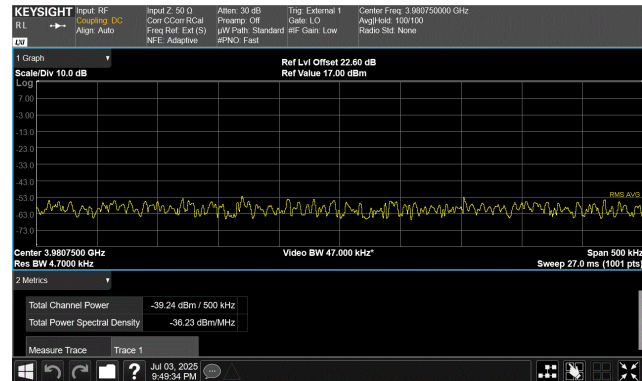 KEYSIGHT Input: RF Input Z: 50 Ω Atten: 30 dB Trig: External 1 Center Freq: 3.980750000 GHz
RL Coupling: DC Corr CCorr RCal Preamp: Off Gate: LO Avg|Hold: 100/100
Align: Auto Freq Ref: Ext (S) µW Path: Standard #IF Gain: Low Radio Std: None
LXI NFE: Adaptive #PNO: Fast
1 Graph
Ref Lvl Offset 22.60 dB
Scale/Div 10.0 dB Ref Value 17.00 dBm
Log
7.00
-3.00
-13.0
-23.0
-33.0
-43.0
RMS AVG
-53.0
-63.0
-73.0
Center 3.9807500 GHz Video BW 47.000 kHz* Span 500 kHz
Res BW 4.7000 kHz Sweep 27.0 ms (1001 pts)
2 Metrics
Total Channel Power -39.24 dBm / 500 kHz
Total Power Spectral Density -36.23 dBm/MHz
Measure Trace Trace 1
? Jul 03, 2025
9:49:34 PM